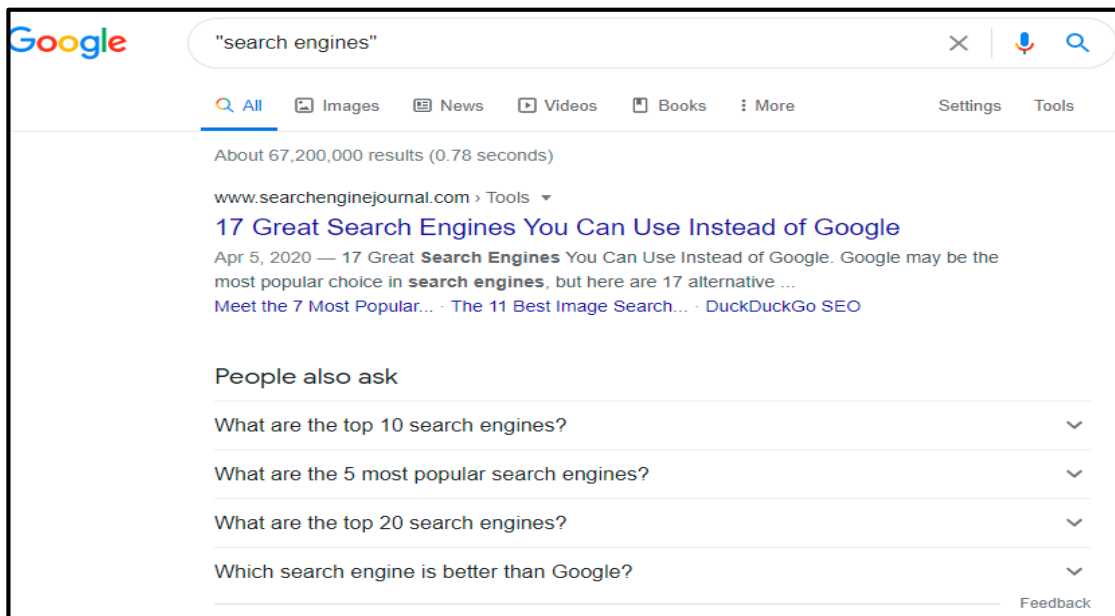 Google
"search engines"
All Images News Videos Books More Settings Tools
About 67,200,000 results (0.78 seconds)
www.searchenginejournal.com › Tools
17 Great Search Engines You Can Use Instead of Google
Apr 5, 2020 — 17 Great Search Engines You Can Use Instead of Google. Google may be the
most popular choice in search engines, but here are 17 alternative ...
Meet the 7 Most Popular... · The 11 Best Image Search... · DuckDuckGo SEO
People also ask
What are the top 10 search engines?
What are the 5 most popular search engines?
What are the top 20 search engines?
Which search engine is better than Google?
Feedback